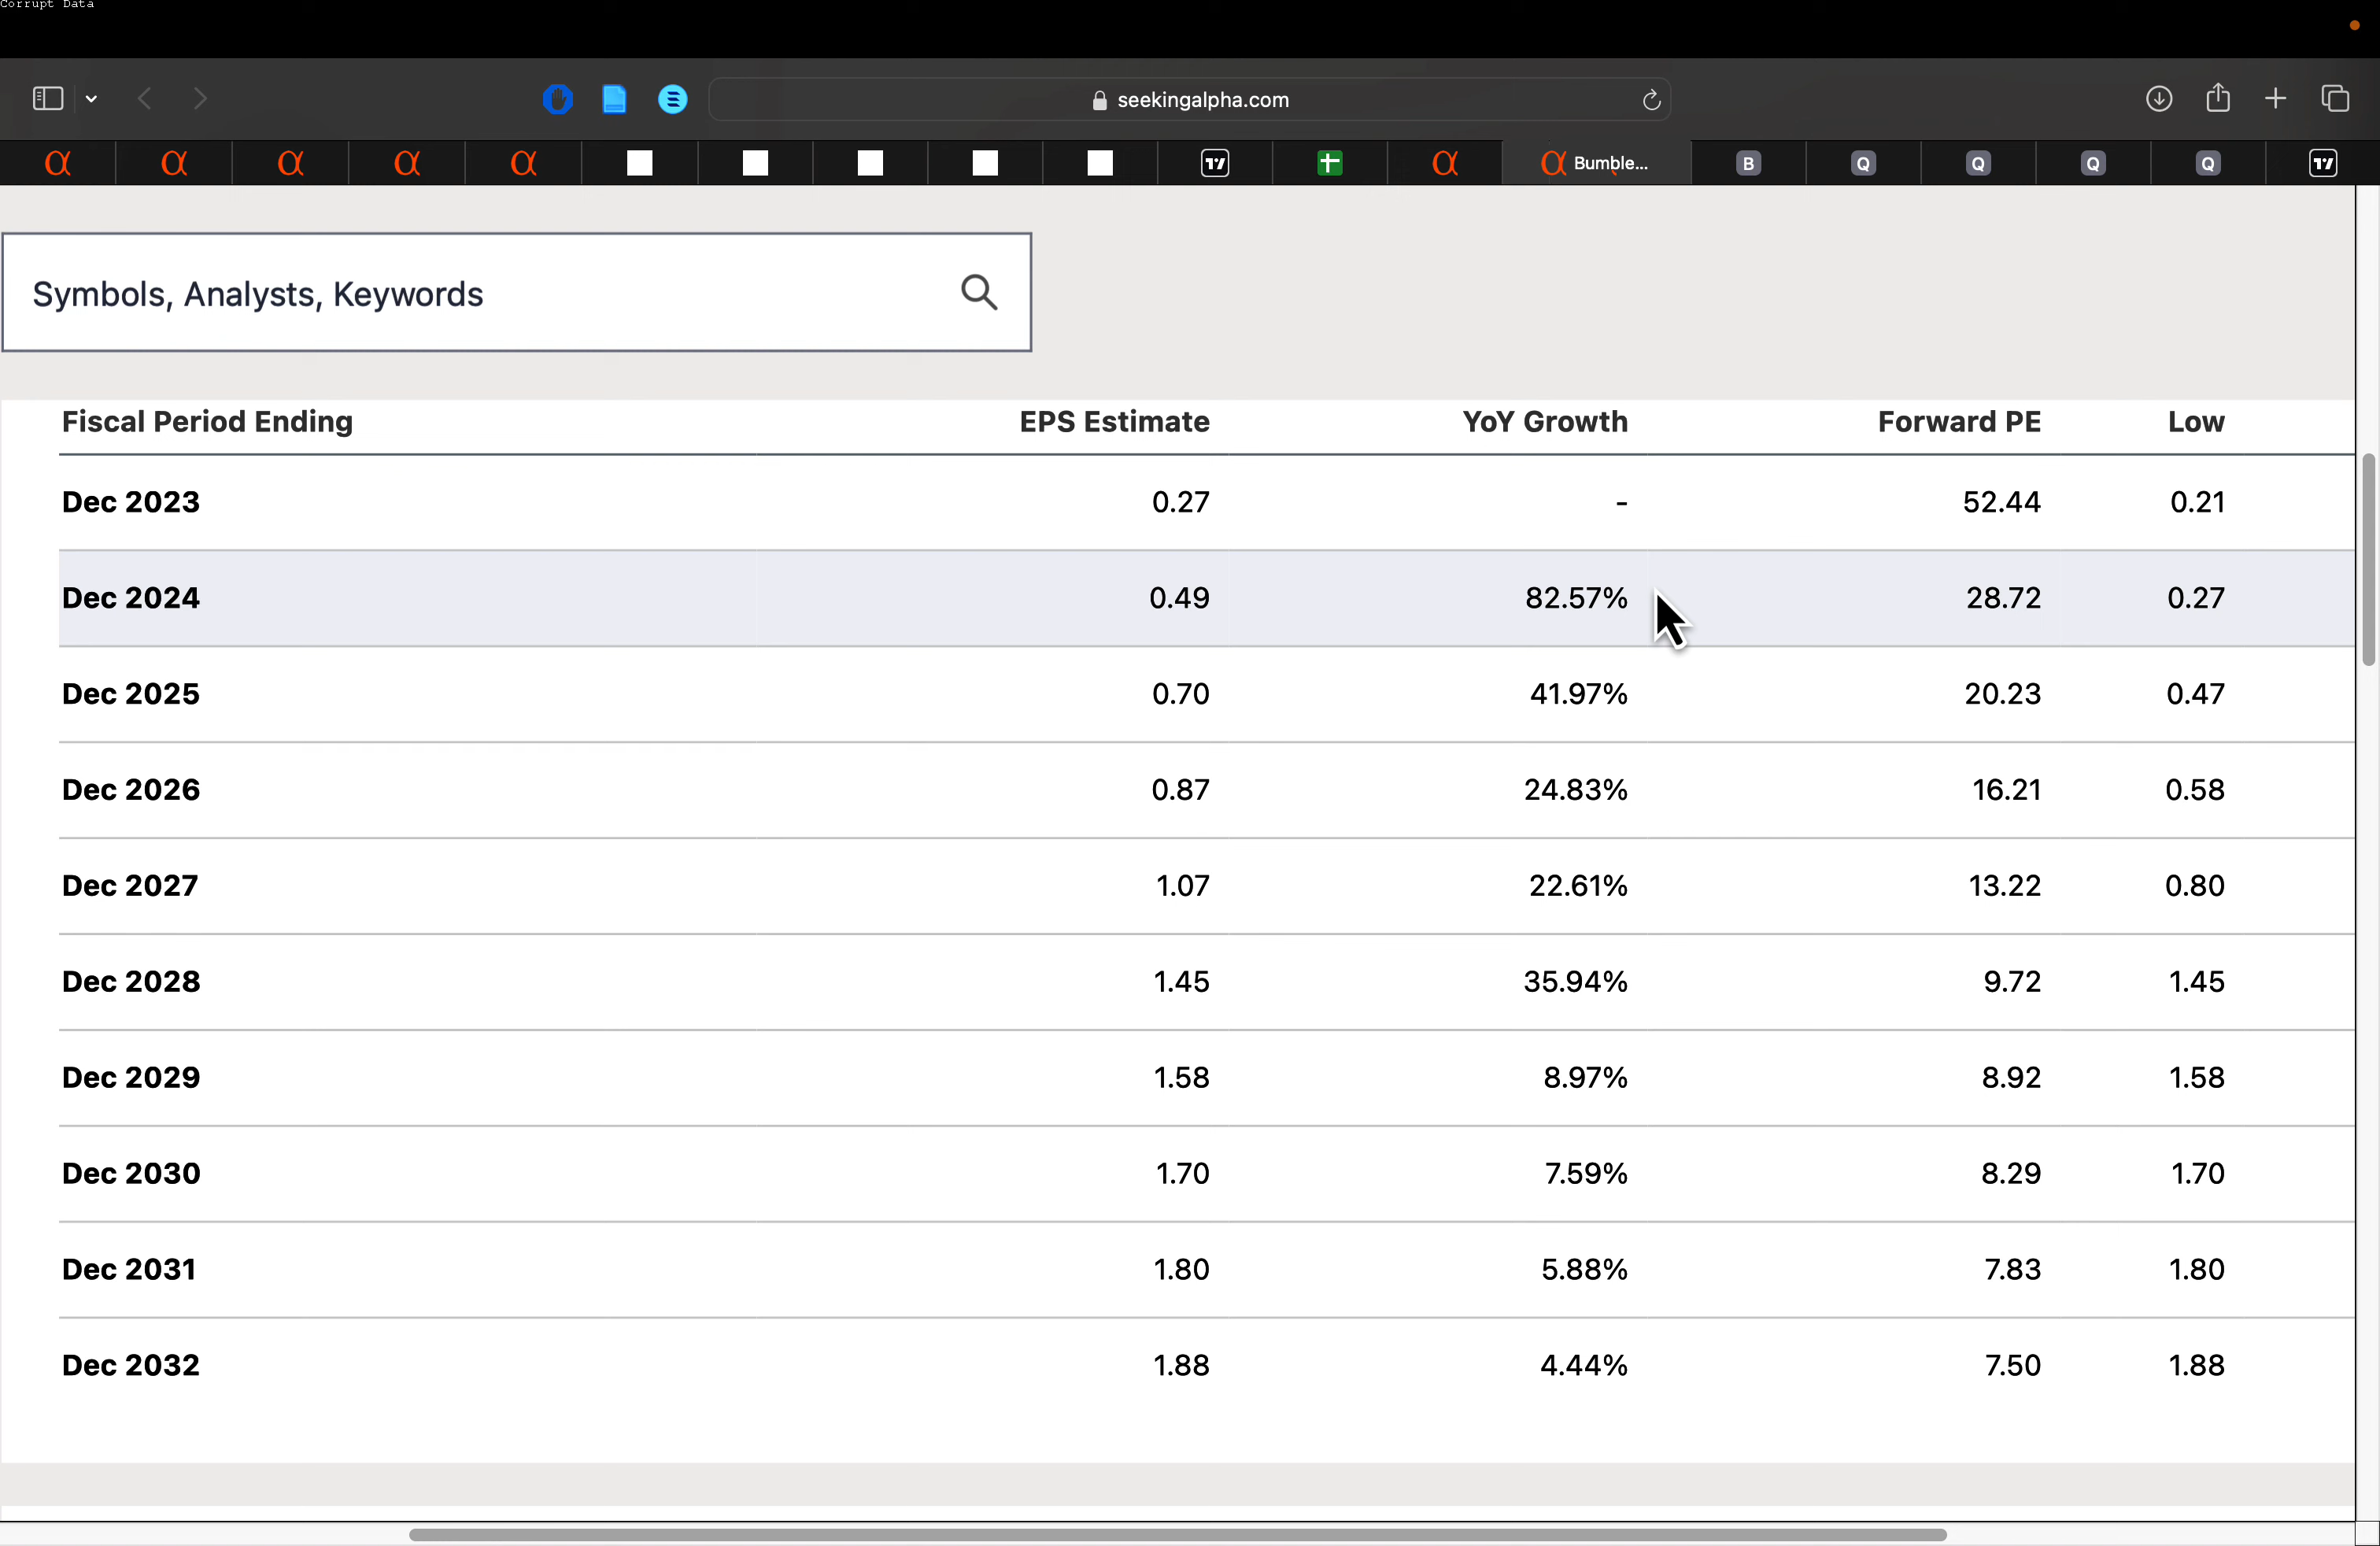 Corrupt Data
seekingalpha.com
α α α α α 17 α α Bumble... B Q Q Q Q 17
Symbols, Analysts, Keywords
Fiscal Period Ending EPS Estimate YoY Growth Forward PE Low
Dec 2023 0.27 - 52.44 0.21
Dec 2024 0.49 82.57% 28.72 0.27
Dec 2025 0.70 41.97% 20.23 0.47
Dec 2026 0.87 24.83% 16.21 0.58
Dec 2027 1.07 22.61% 13.22 0.80
Dec 2028 1.45 35.94% 9.72 1.45
Dec 2029 1.58 8.97% 8.92 1.58
Dec 2030 1.70 7.59% 8.29 1.70
Dec 2031 1.80 5.88% 7.83 1.80
Dec 2032 1.88 4.44% 7.50 1.88